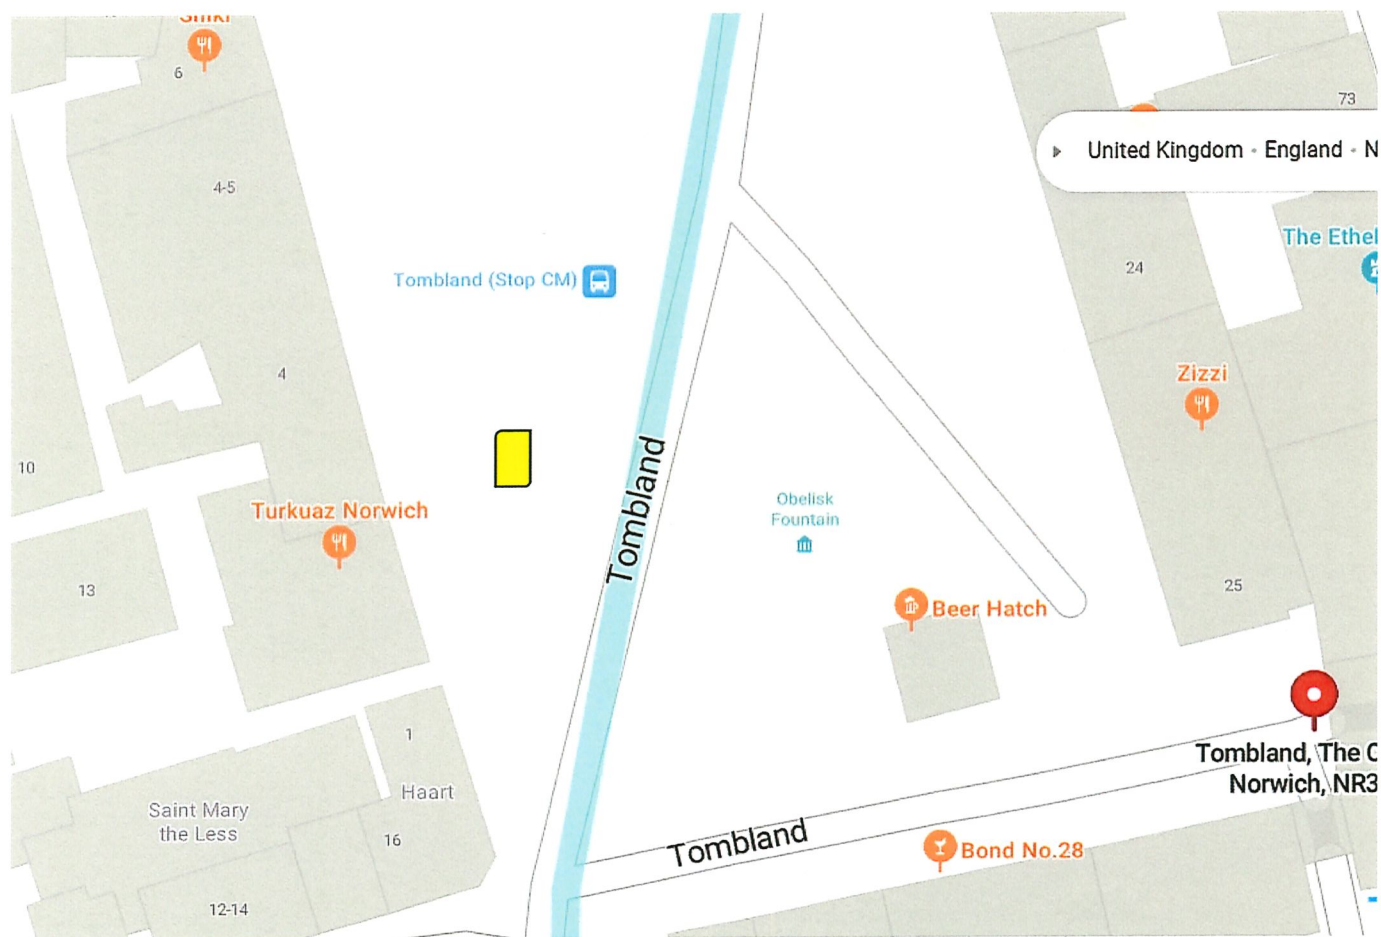 Shiki
6
73
4-5
United Kingdom · England · N
The Ethel
24
Tombland (Stop CM)
4
Zizzi
10
Tombland
Turkuaz Norwich
Obelisk
Fountain
13
25
Beer Hatch
1
Haart
Tombland, The C
Norwich, NR3
Saint Mary
the Less
16
Tombland
Bond No.28
12-14